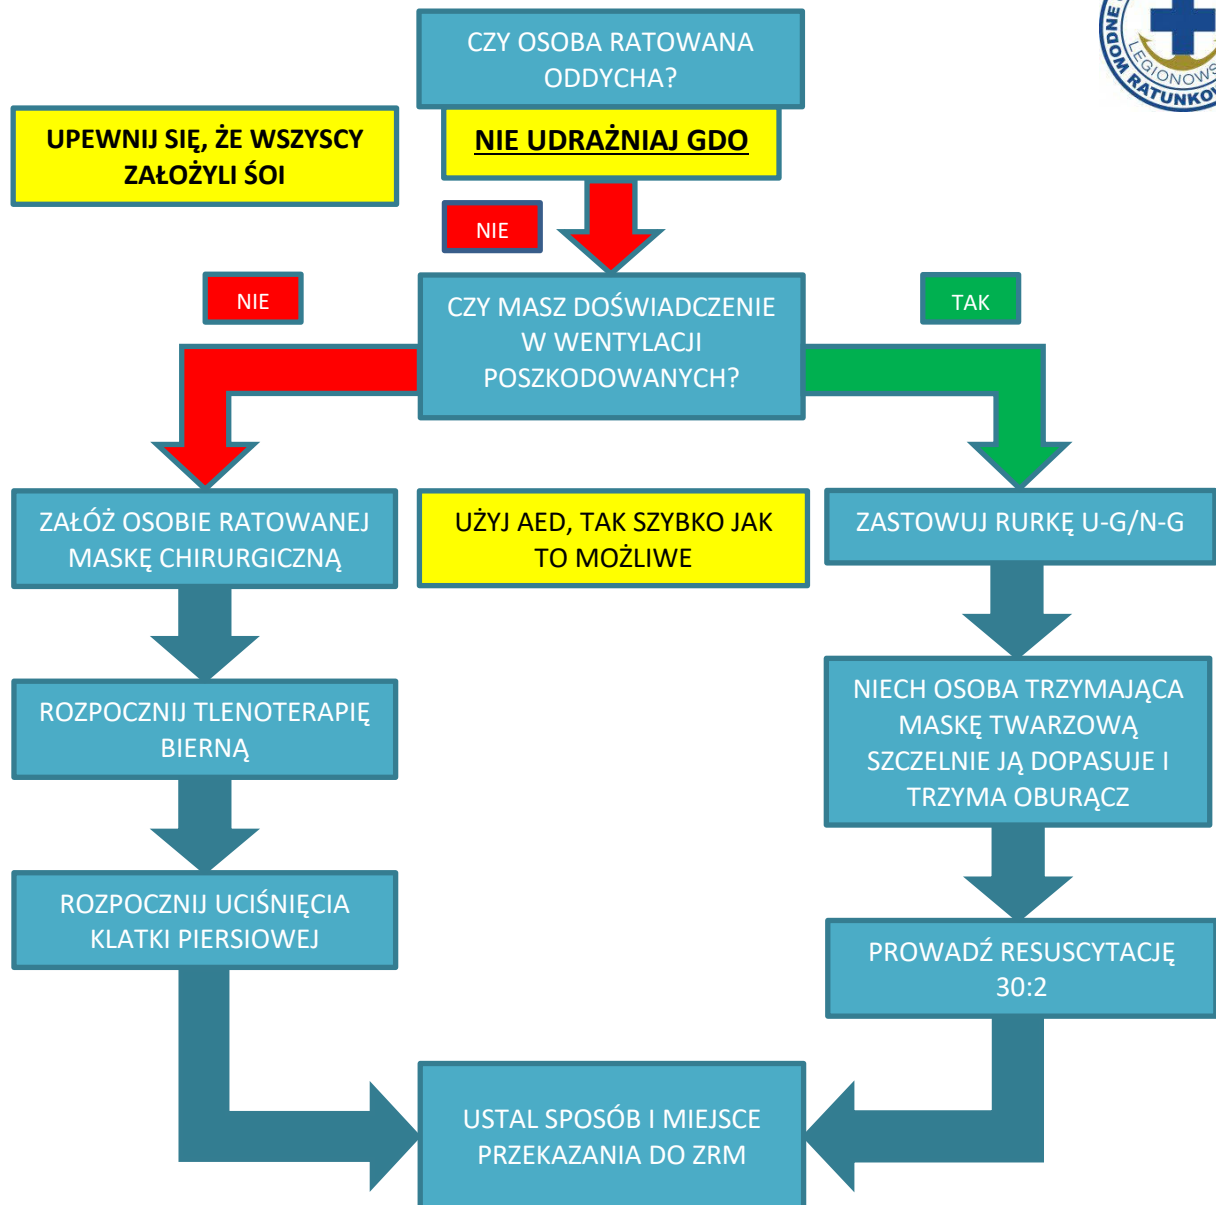 CZY OSOBA RATOWANA
ODDYCHA?
LEGIONOWS
RATUNKO
UPEWNIJ SIĘ, ŻE WSZYSCY
ZAŁOŻYLI ŚOI
NIE UDRAŻNIAJ GDO
NIE
NIE
CZY MASZ DOŚWIADCZENIE
W WENTYLACJI
POSZKODOWANYCH?
TAK
ZAŁÓŻ OSOBIE RATOWANEJ
MASKĘ CHIRURGICZNĄ
UŻYJ AED, TAK SZYBKO JAK
TO MOŻLIWE
ZASTOWUJ RURKĘ U-G/N-G
ROZPOCZNIJ TLENOTERAPIĘ
BIERNĄ
NIECH OSOBA TRZYMAJĄCA
MASKĘ TWARZOWĄ
SZCZELNIE JĄ DOPASUJE I
TRZYMA OBURĄCZ
ROZPOCZNIJ UCIŚNIĘCIA
KLATKI PIERSIOWEJ
PROWADŹ RESUSCYTACJĘ
30:2
USTAL SPOSÓB I MIEJSCE
PRZEKAZANIA DO ZRM